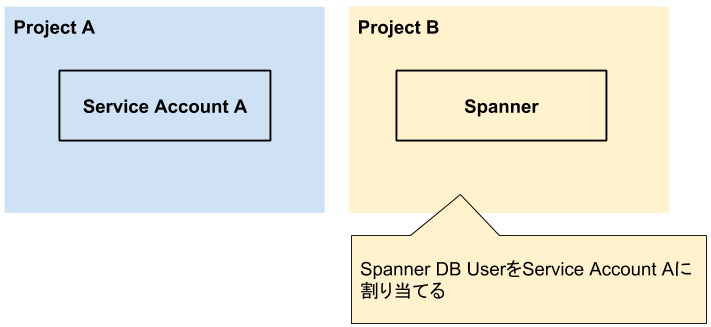 Project A
Project B
Service Account A
Spanner
Spanner DB UserをService Account Aに
割り当てる